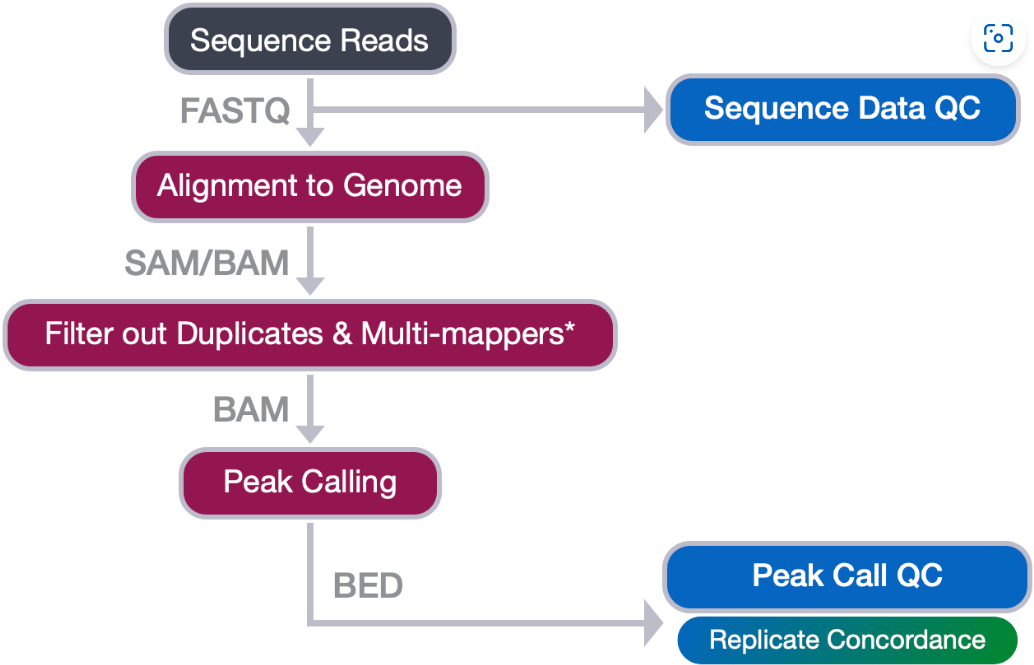 Sequence Reads
FASTQ
Sequence Data QC
Alignment to Genome
SAM/BAM
Filter out Duplicates & Multi-mappers*
BAM
Peak Calling
BED
Peak Call QC
Replicate Concordance